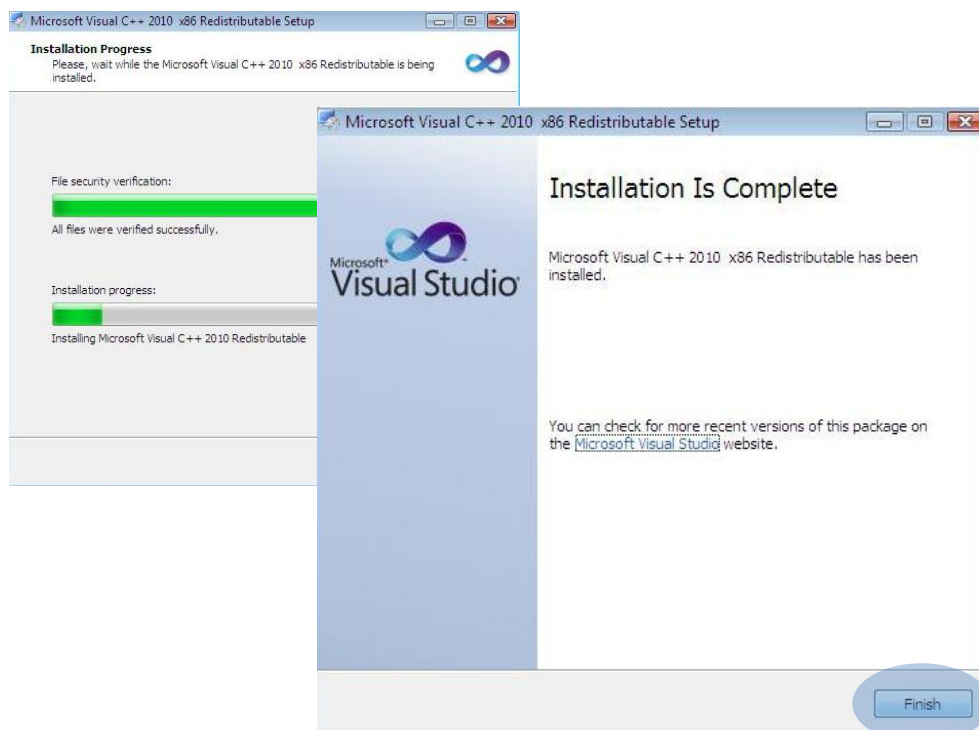 Microsoft Visual C++ 2010  x86 Redistributable Setup
Installation Progress
Please, wait while the Microsoft Visual C++ 2010  x86 Redistributable is being
installed.
File security verification:
All files were verified successfully.
Installation progress:
Installing Microsoft Visual C++ 2010 Redistributable
Microsoft Visual C++ 2010  x86 Redistributable Setup
Microsoft®
Visual Studio®
Installation Is Complete
Microsoft Visual C++ 2010  x86 Redistributable has been
installed.
You can check for more recent versions of this package on
the Microsoft Visual Studio website.
Finish